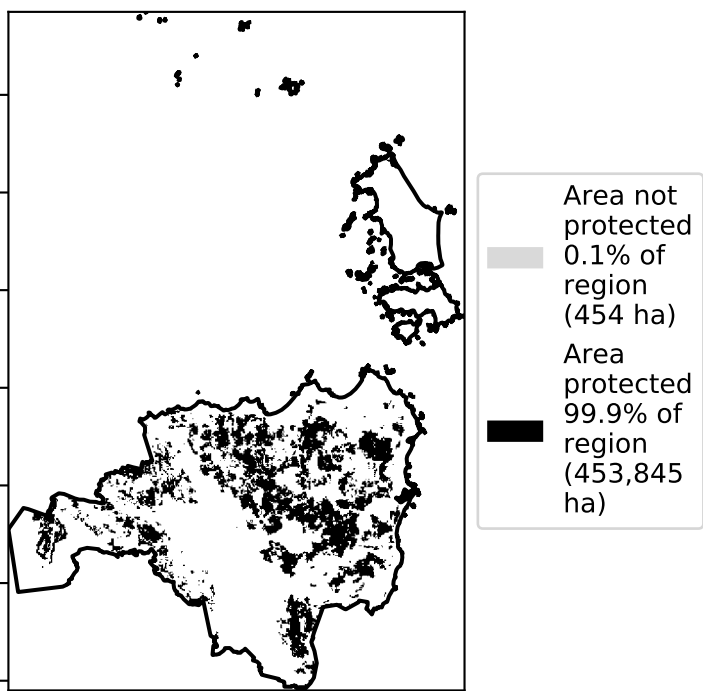 Area not
protected
0.1% of
region
(454 ha)
Area
protected
99.9% of
region
(453,845
ha)